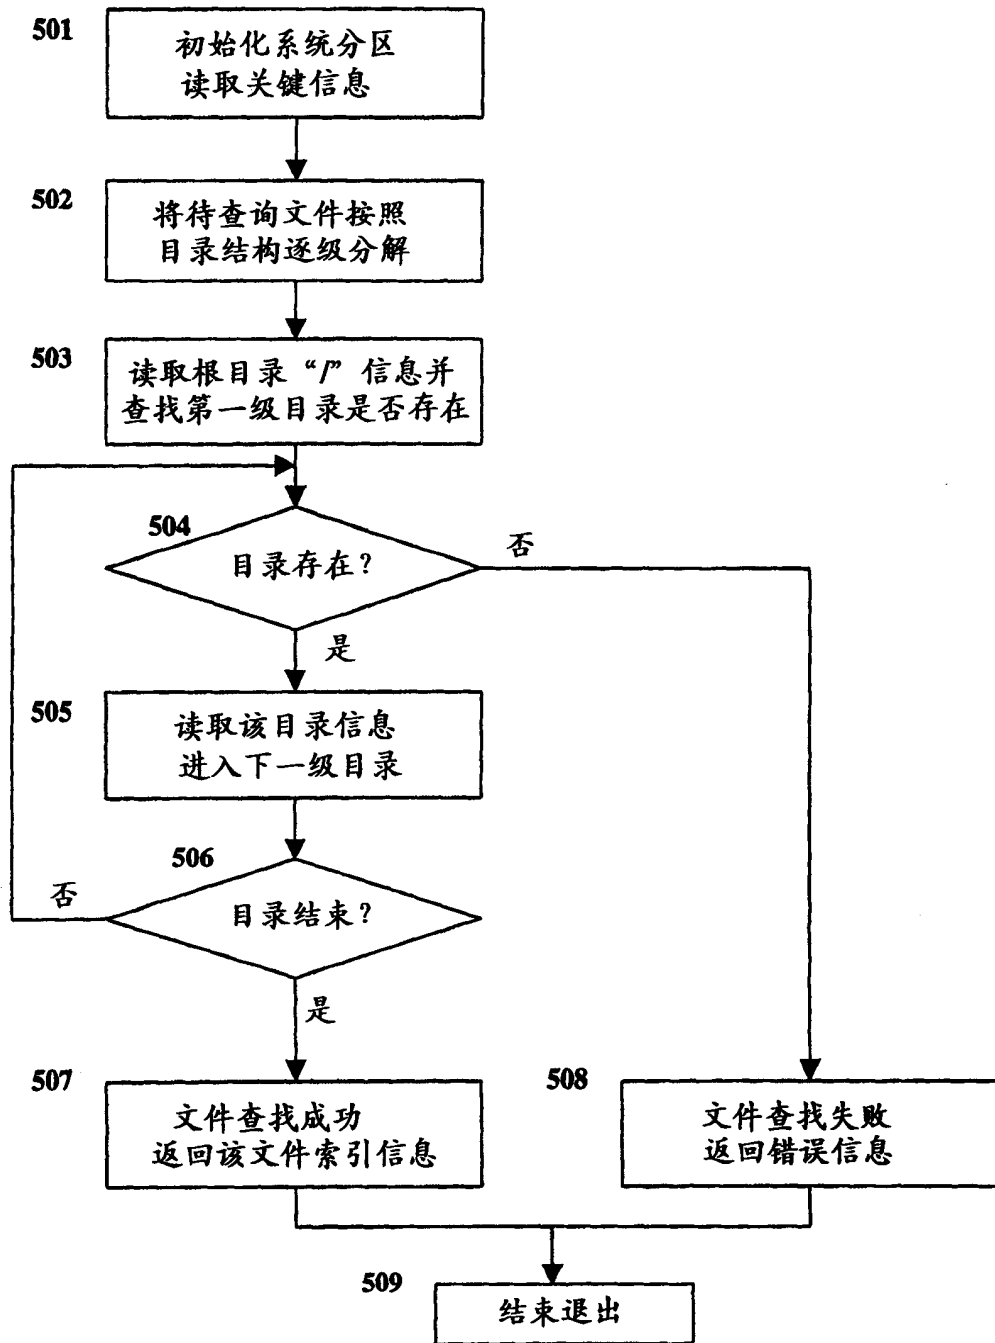 501
初始化系统分区
读取关键信息
502
将待查询文件按照
目录结构逐级分解
503
读取根目录“/”信息并
查找第一级目录是否存在
504
目录存在?
否
是
505
读取该目录信息
进入下一级目录
506
目录结束?
否
是
507
文件查找成功
返回该文件索引信息
508
文件查找失败
返回错误信息
509
结束退出